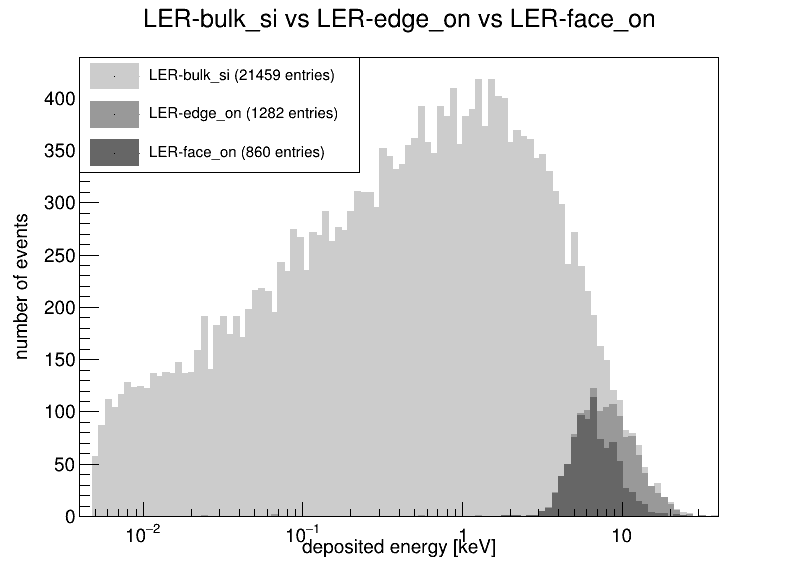 LER-bulk_si vs LER-edge_on vs LER-face_on
LER-bulk_si (21459 entries)
LER-edge_on (1282 entries)
LER-face_on (860 entries)
number of events
400
350
300
250
200
150
100
50
0
10⁻² 10⁻¹ 1 10
deposited energy [keV]